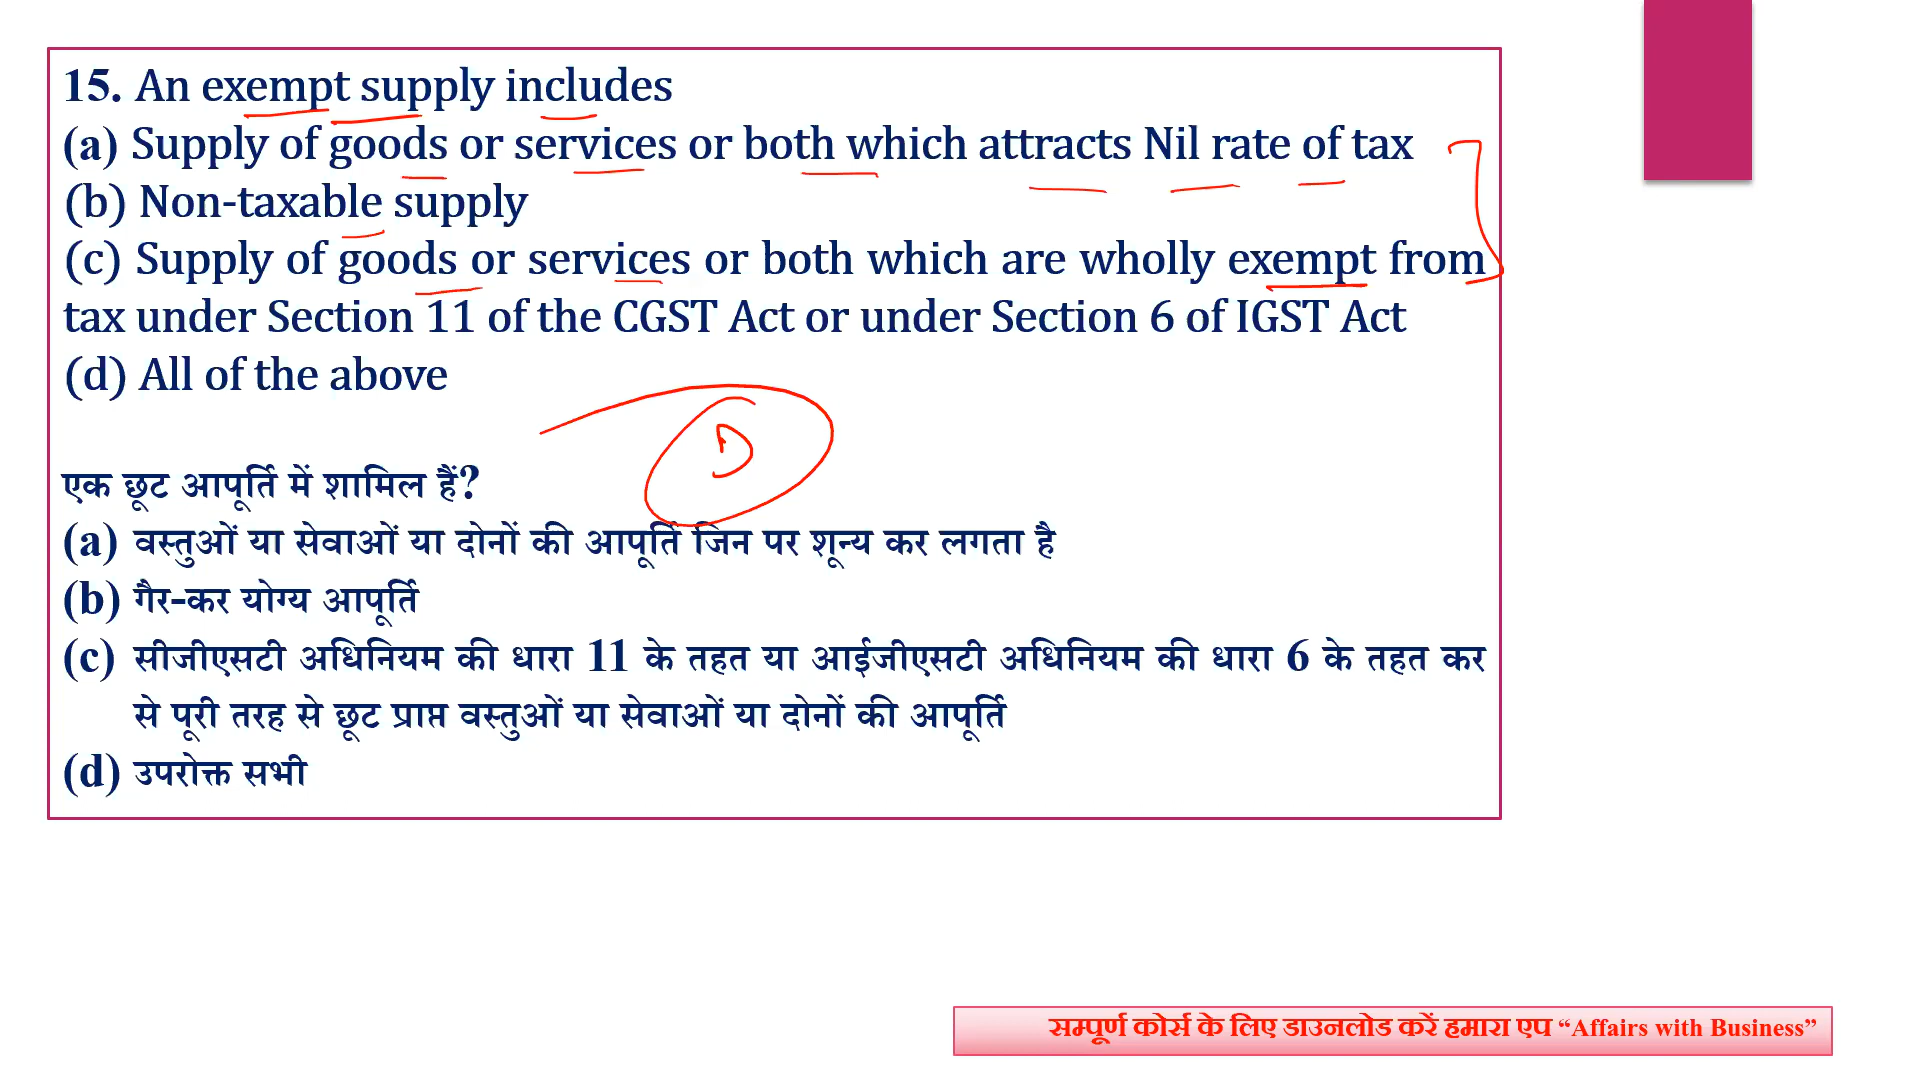 15. An exempt supply includes
(a) Supply of goods or services or both which attracts Nil rate of tax
(b) Non-taxable supply
(c) Supply of goods or services or both which are wholly exempt from
tax under Section 11 of the CGST Act or under Section 6 of IGST Act
(d) All of the above
D
एक छूट आपूर्ति में शामिल हैं?
(a) वस्तुओं या सेवाओं या दोनों की आपूर्ति जिन पर शून्य कर लगता है
(b) गैर-कर योग्य आपूर्ति
(c) सीजीएसटी अधिनियम की धारा 11 के तहत या आईजीएसटी अधिनियम की धारा 6 के तहत कर
से पूरी तरह से छूट प्राप्त वस्तुओं या सेवाओं या दोनों की आपूर्ति
(d) उपरोक्त सभी
सम्पूर्ण कोर्स के लिए डाउनलोड करें हमारा एप “Affairs with Business”